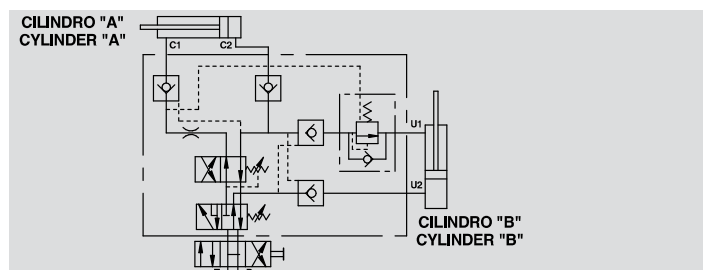 CILINDRO "A"
CYLINDER "A"
C1 C2
U1
U2
CILINDRO "B"
CYLINDER "B"